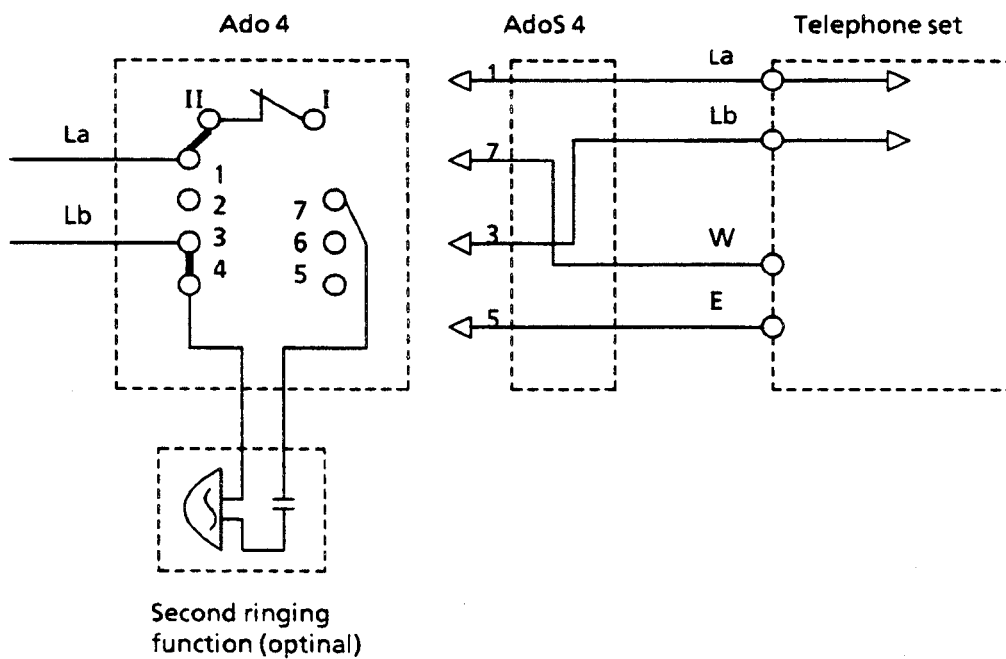 Ado 4
AdoS 4
Telephone set
La
1
II
I
La
Lb
7
1
2
7
Lb
3
6
3
W
4
5
E
5
Second ringing
function (optinal)